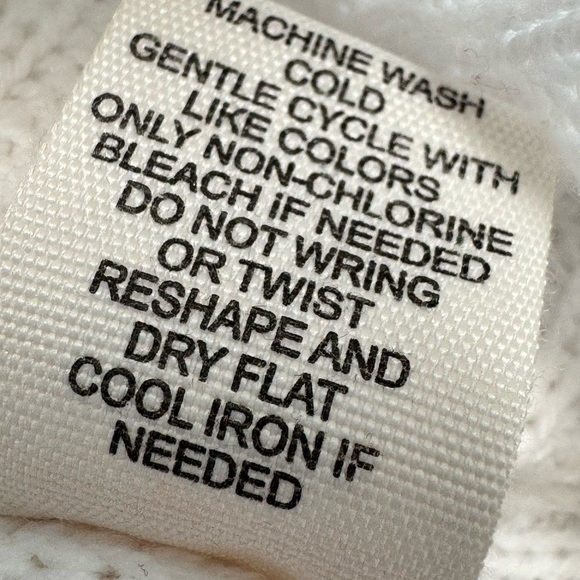 MACHINE WASH
COLD
GENTLE CYCLE WITH
LIKE COLORS
ONLY NON-CHLORINE
BLEACH IF NEEDED
DO NOT WRING
OR TWIST
RESHAPE AND
DRY FLAT
COOL IRON IF
NEEDED